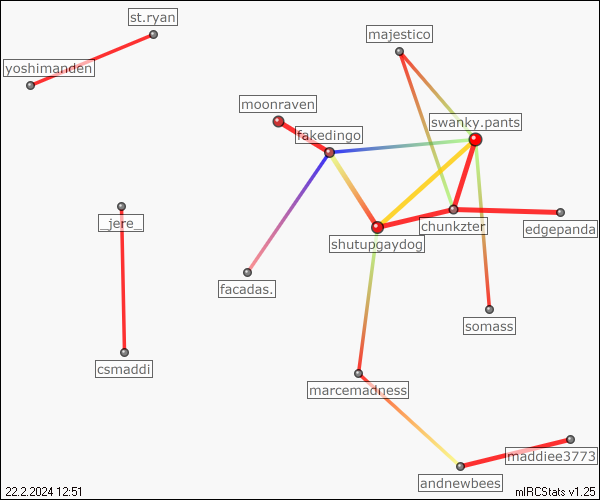 st.ryan
majestico
yoshimanden
moonraven
swanky.pants
fakedingo
_jere_
chunkzter
edgepanda
shutupgaydog
facadas.
somass
csmaddi
marcemadness
maddiee3773
andnewbees
22.2.2024 12:51
mIRCStats v1.25